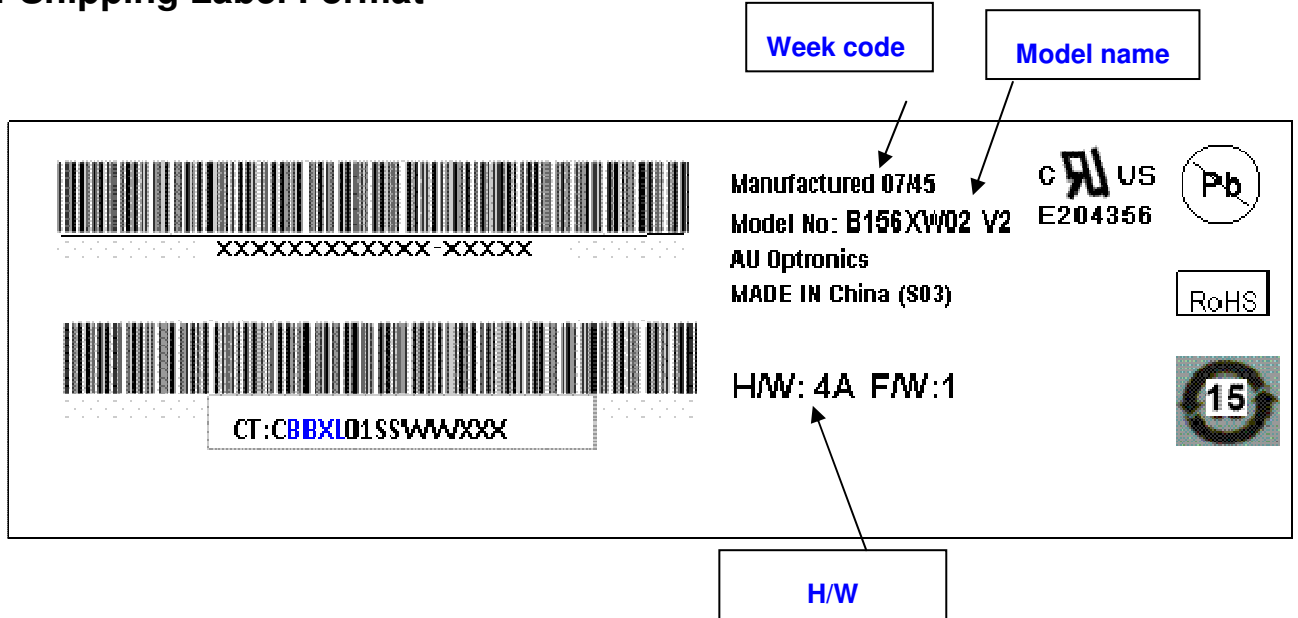 Shipping Label Format
Week code
Model name
Manufactured 07/45
Model No: B156XW02 V2
AU Optronics
MADE IN China (S03)
C US
E204356
Pb
XXXXXXXXXXXX-XXXXX
RoHS
H/W: 4A F/W:1
15
CT:CBBXL01SSWWXXX
H/W